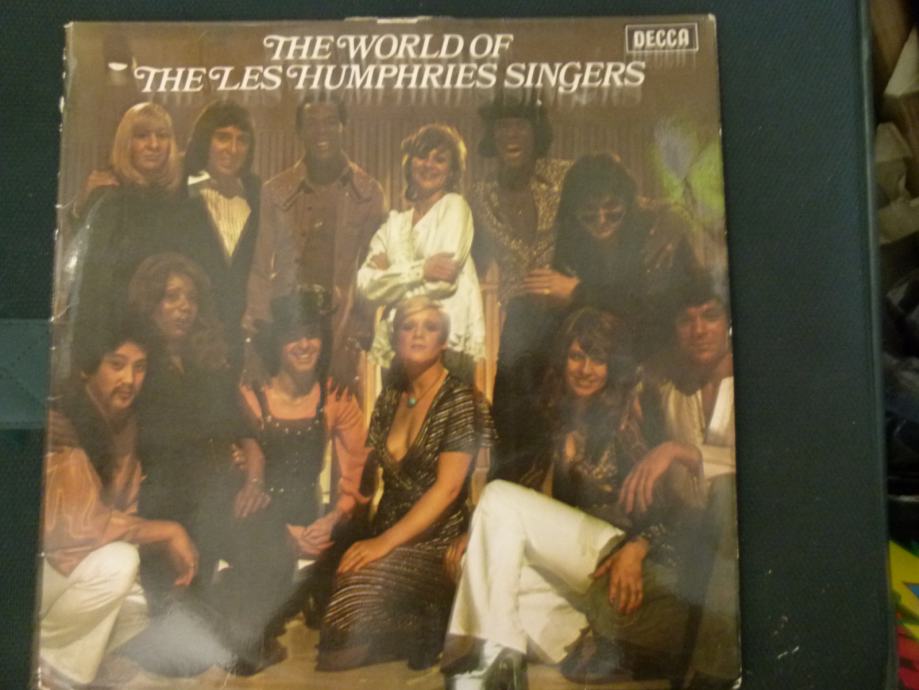 THE WORLD OF
THE LES HUMPHRIES SINGERS
DECCA